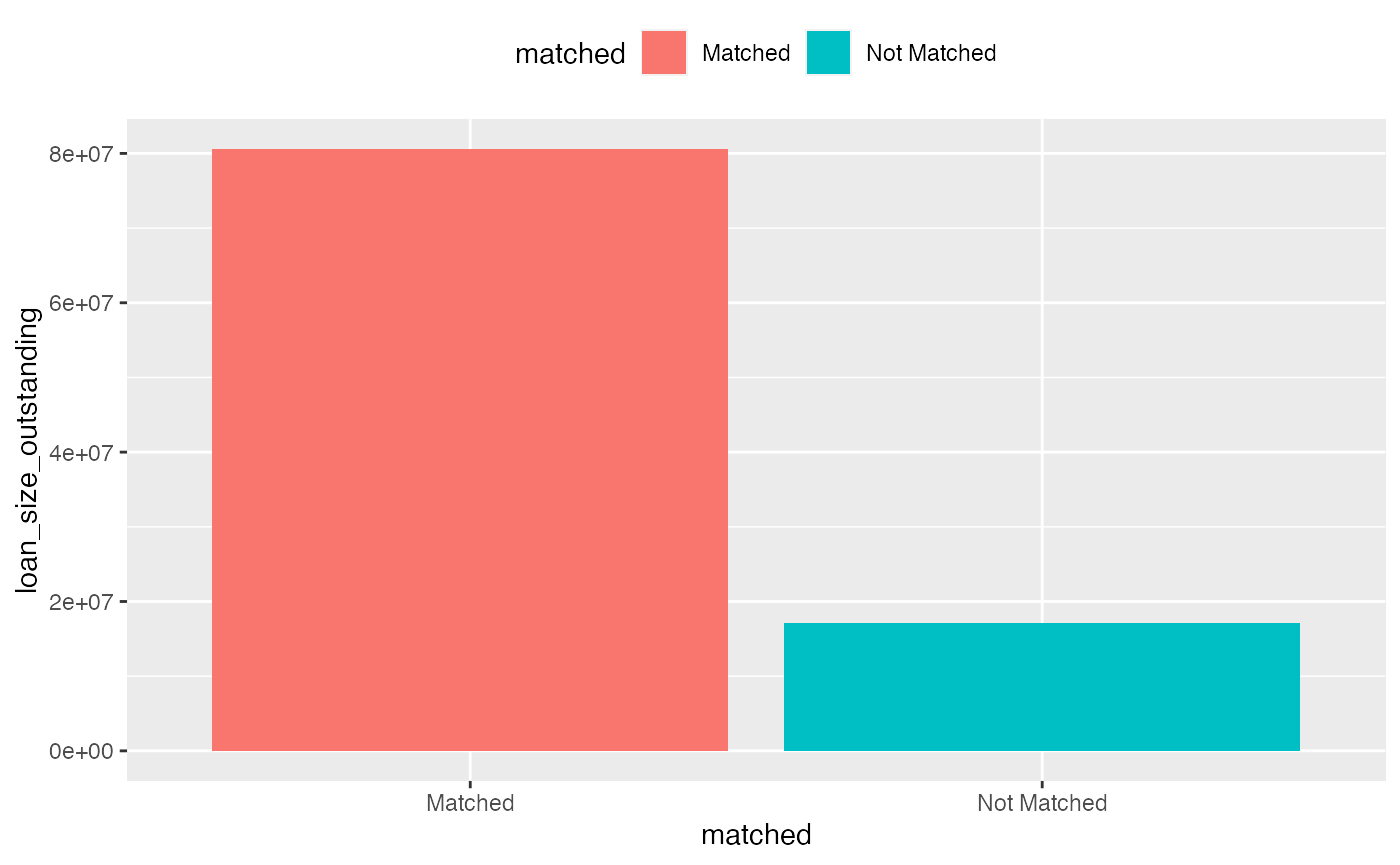 matched Matched Not Matched
8e+07
6e+07
4e+07
2e+07
0e+00
loan_size_outstanding
Matched Not Matched
matched